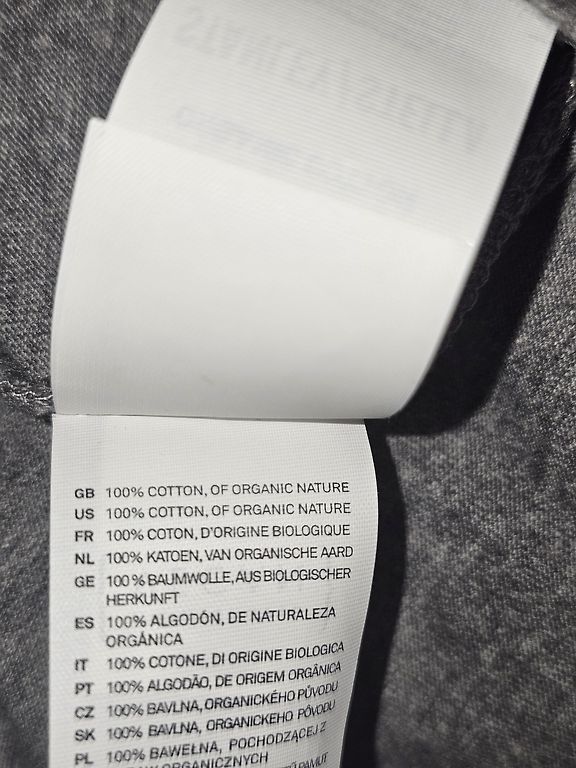 GB 100% COTTON, OF ORGANIC NATURE
US 100% COTTON, OF ORGANIC NATURE
FR 100% COTON, D'ORIGINE BIOLOGIQUE
NL 100% KATOEN, VAN ORGANISCHE AARD
GE 100% BAUMWOLLE, AUS BIOLOGISCHER
HERKUNFT
ES 100% ALGODÓN, DE NATURALEZA
ORGÁNICA
IT 100% COTONE, DI ORIGINE BIOLOGICA
PT 100% ALGODÃO, DE ORIGEM ORGÂNICA
CZ 100% BAVLNA, ORGANICKÉHO PŮVODU
SK 100% BAVLNA, ORGANICKEHO PÔVODU
PL 100% BAWEŁNA, POCHODZĄCEJ Z
ORGANICZNYCH
PAMUT